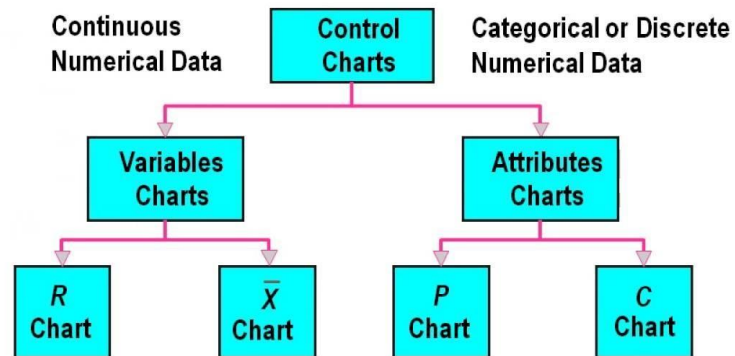 Continuous
Numerical Data
Control
Charts
Categorical or Discrete
Numerical Data
Variables
Charts
Attributes
Charts
R
Chart
X̅
Chart
P
Chart
C
Chart